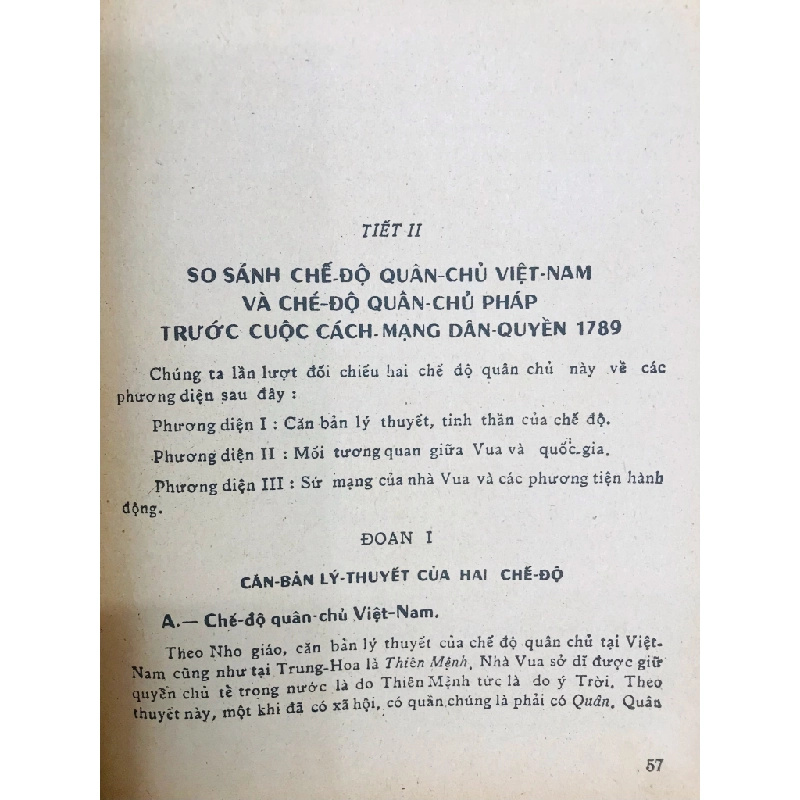 TIẾT II
SO SÁNH CHẾ-ĐỘ QUÂN-CHỦ VIỆT-NAM
VÀ CHẾ-ĐỘ QUÂN-CHỦ PHÁP
TRƯỚC CUỘC CÁCH-MẠNG DÂN-QUYỀN 1789
Chúng ta lần lượt đối chiếu hai chế độ quân chủ này về các
phương diện sau đây :
Phương diện I : Căn bản lý thuyết, tinh thần của chế độ.
Phương diện II : Mối tương quan giữa Vua và quốc-gia.
Phương diện III : Sứ mạng của nhà Vua và các phương tiện hành
động.
ĐOẠN I
CĂN-BẢN LÝ-THUYẾT CỦA HAI CHẾ-ĐỘ
A.— Chế-độ quân-chủ Việt-Nam.
Theo Nho giáo, căn bản lý thuyết của chế độ quân chủ tại Việt-
Nam cũng như tại Trung-Hoa là Thiên Mệnh. Nhà Vua sở dĩ được giữ
quyền chủ tể trong nước là do Thiên Mệnh tức là do ý Trời. Theo
thuyết này, một khi đã có xã hội, có quần chúng là phải có Quân. Quân
57